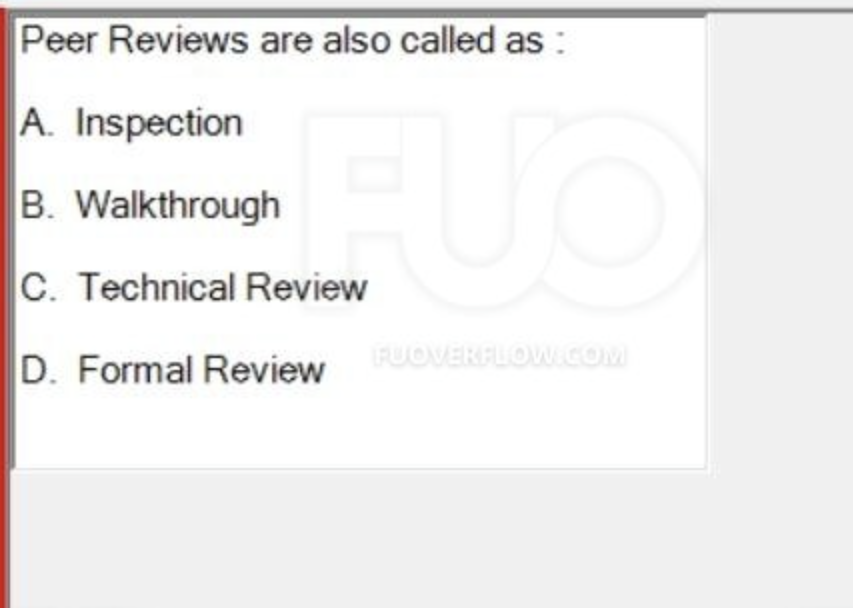 Peer Reviews are also called as :
A. Inspection
B. Walkthrough
C. Technical Review
D. Formal Review
FUO
FUOVERFLOW.COM